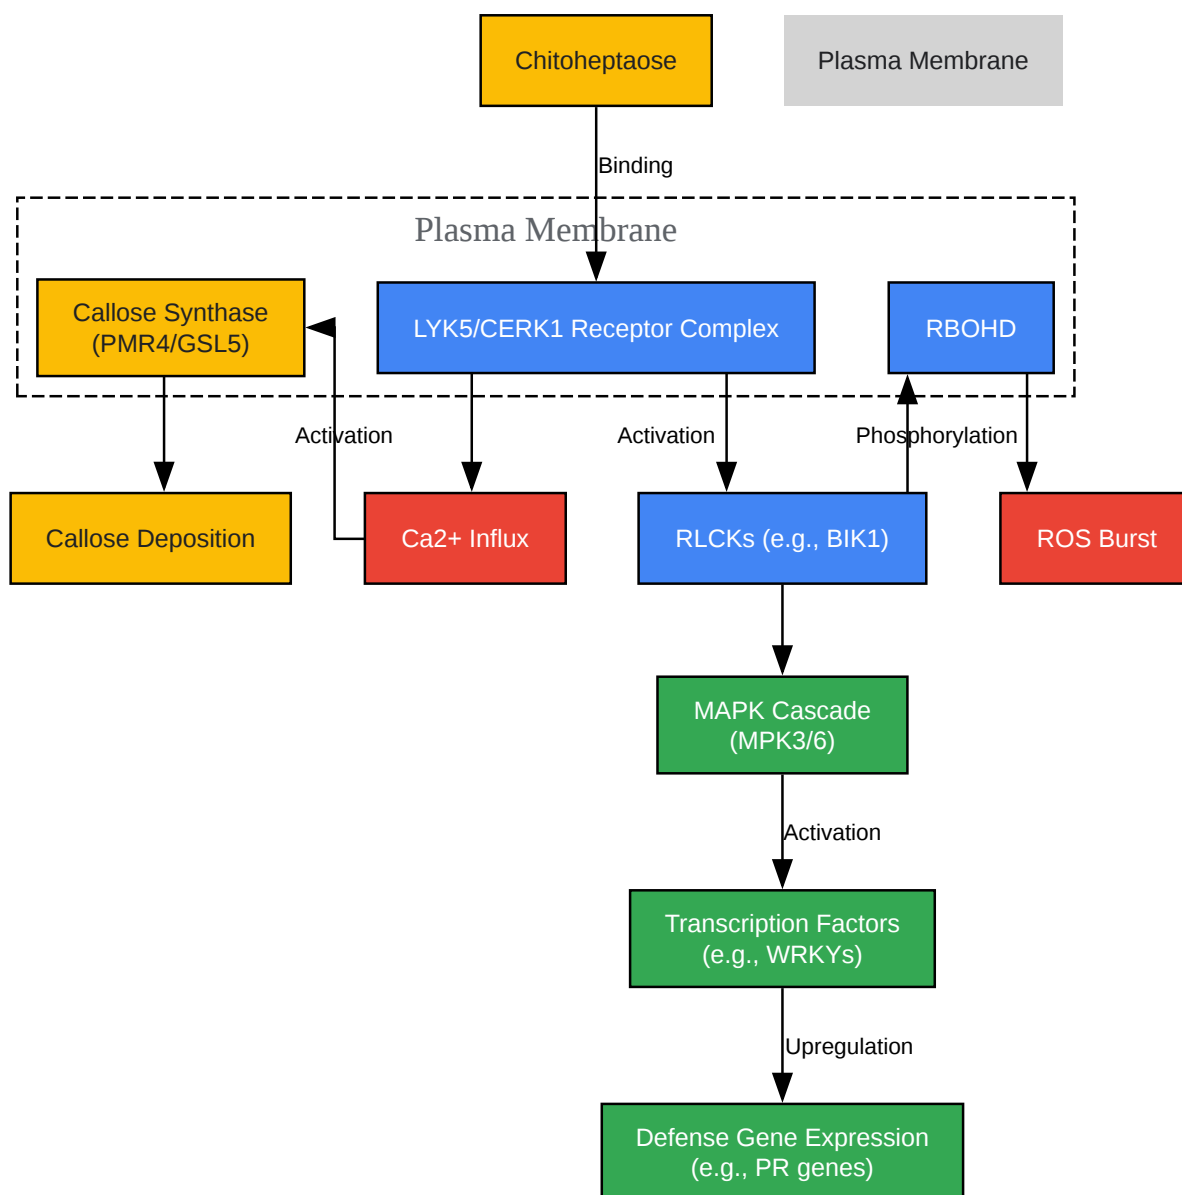 Chitoheptaose
Plasma Membrane
Binding
Plasma Membrane
Callose Synthase
(PMR4/GSL5)
LYK5/CERK1 Receptor Complex
RBOHD
Activation
Activation
Phosphorylation
Callose Deposition
Ca2+ Influx
RLCKs (e.g., BIK1)
ROS Burst
MAPK Cascade
(MPK3/6)
Activation
Transcription Factors
(e.g., WRKYs)
Upregulation
Defense Gene Expression
(e.g., PR genes)